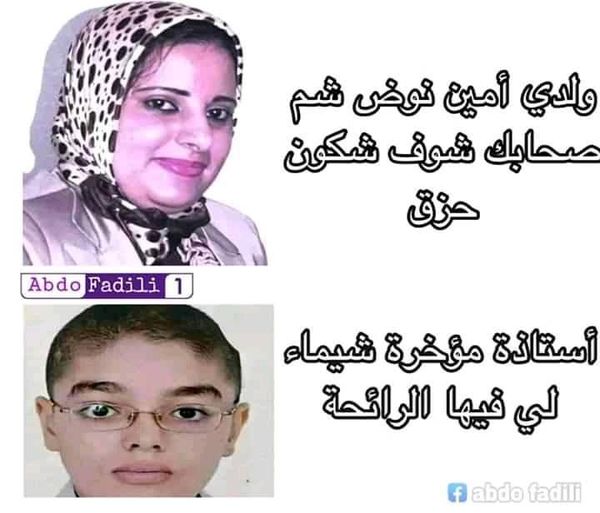 ولدي أمين نوض شم
صحابك شوف شكون
حزق
Abdo Fadili 1
أستاذة مؤخرة شيماء
لي فيها الرائحة
f abdo fadili